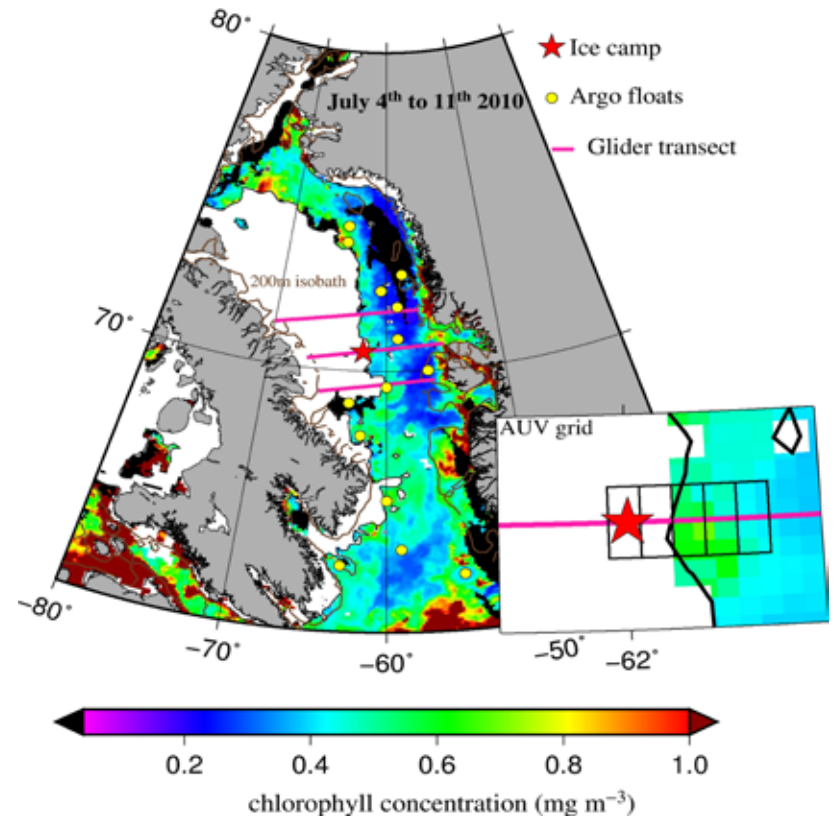 80˚
Ice camp
July 4th to 11th 2010
Argo floats
Glider transect
200m isobath
70˚
70˚
AUV grid
−80˚
−70˚
−60˚
−50˚
−62˚
0.2 0.4 0.6 0.8 1.0
chlorophyll concentration (mg m−3)